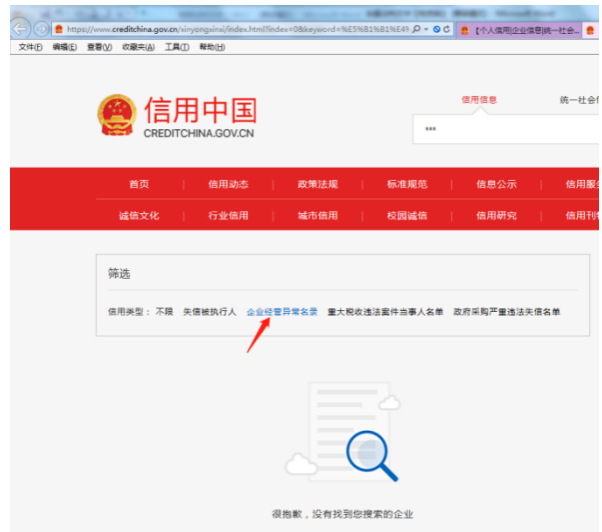 https://www.creditchina.gov.cn/xinyongxinxi/index.html?index=0&keyword=%E5%81%B1%E49
【个人信用|企业信息|统一社会...
文件(F) 编辑(E) 查看(V) 收藏夹(A) 工具(T) 帮助(H)
信用中国
CREDITCHINA.GOV.CN
信用信息 统一社会信
***
首页 信用动态 政策法规 标准规范 信息公示 信用服务
诚信文化 行业信用 城市信用 校园诚信 信用研究 信用刊物
筛选
信用类型： 不限 失信被执行人 企业经营异常名录 重大税收违法案件当事人名单 政府采购严重违法失信名单
很抱歉，没有找到您搜索的企业